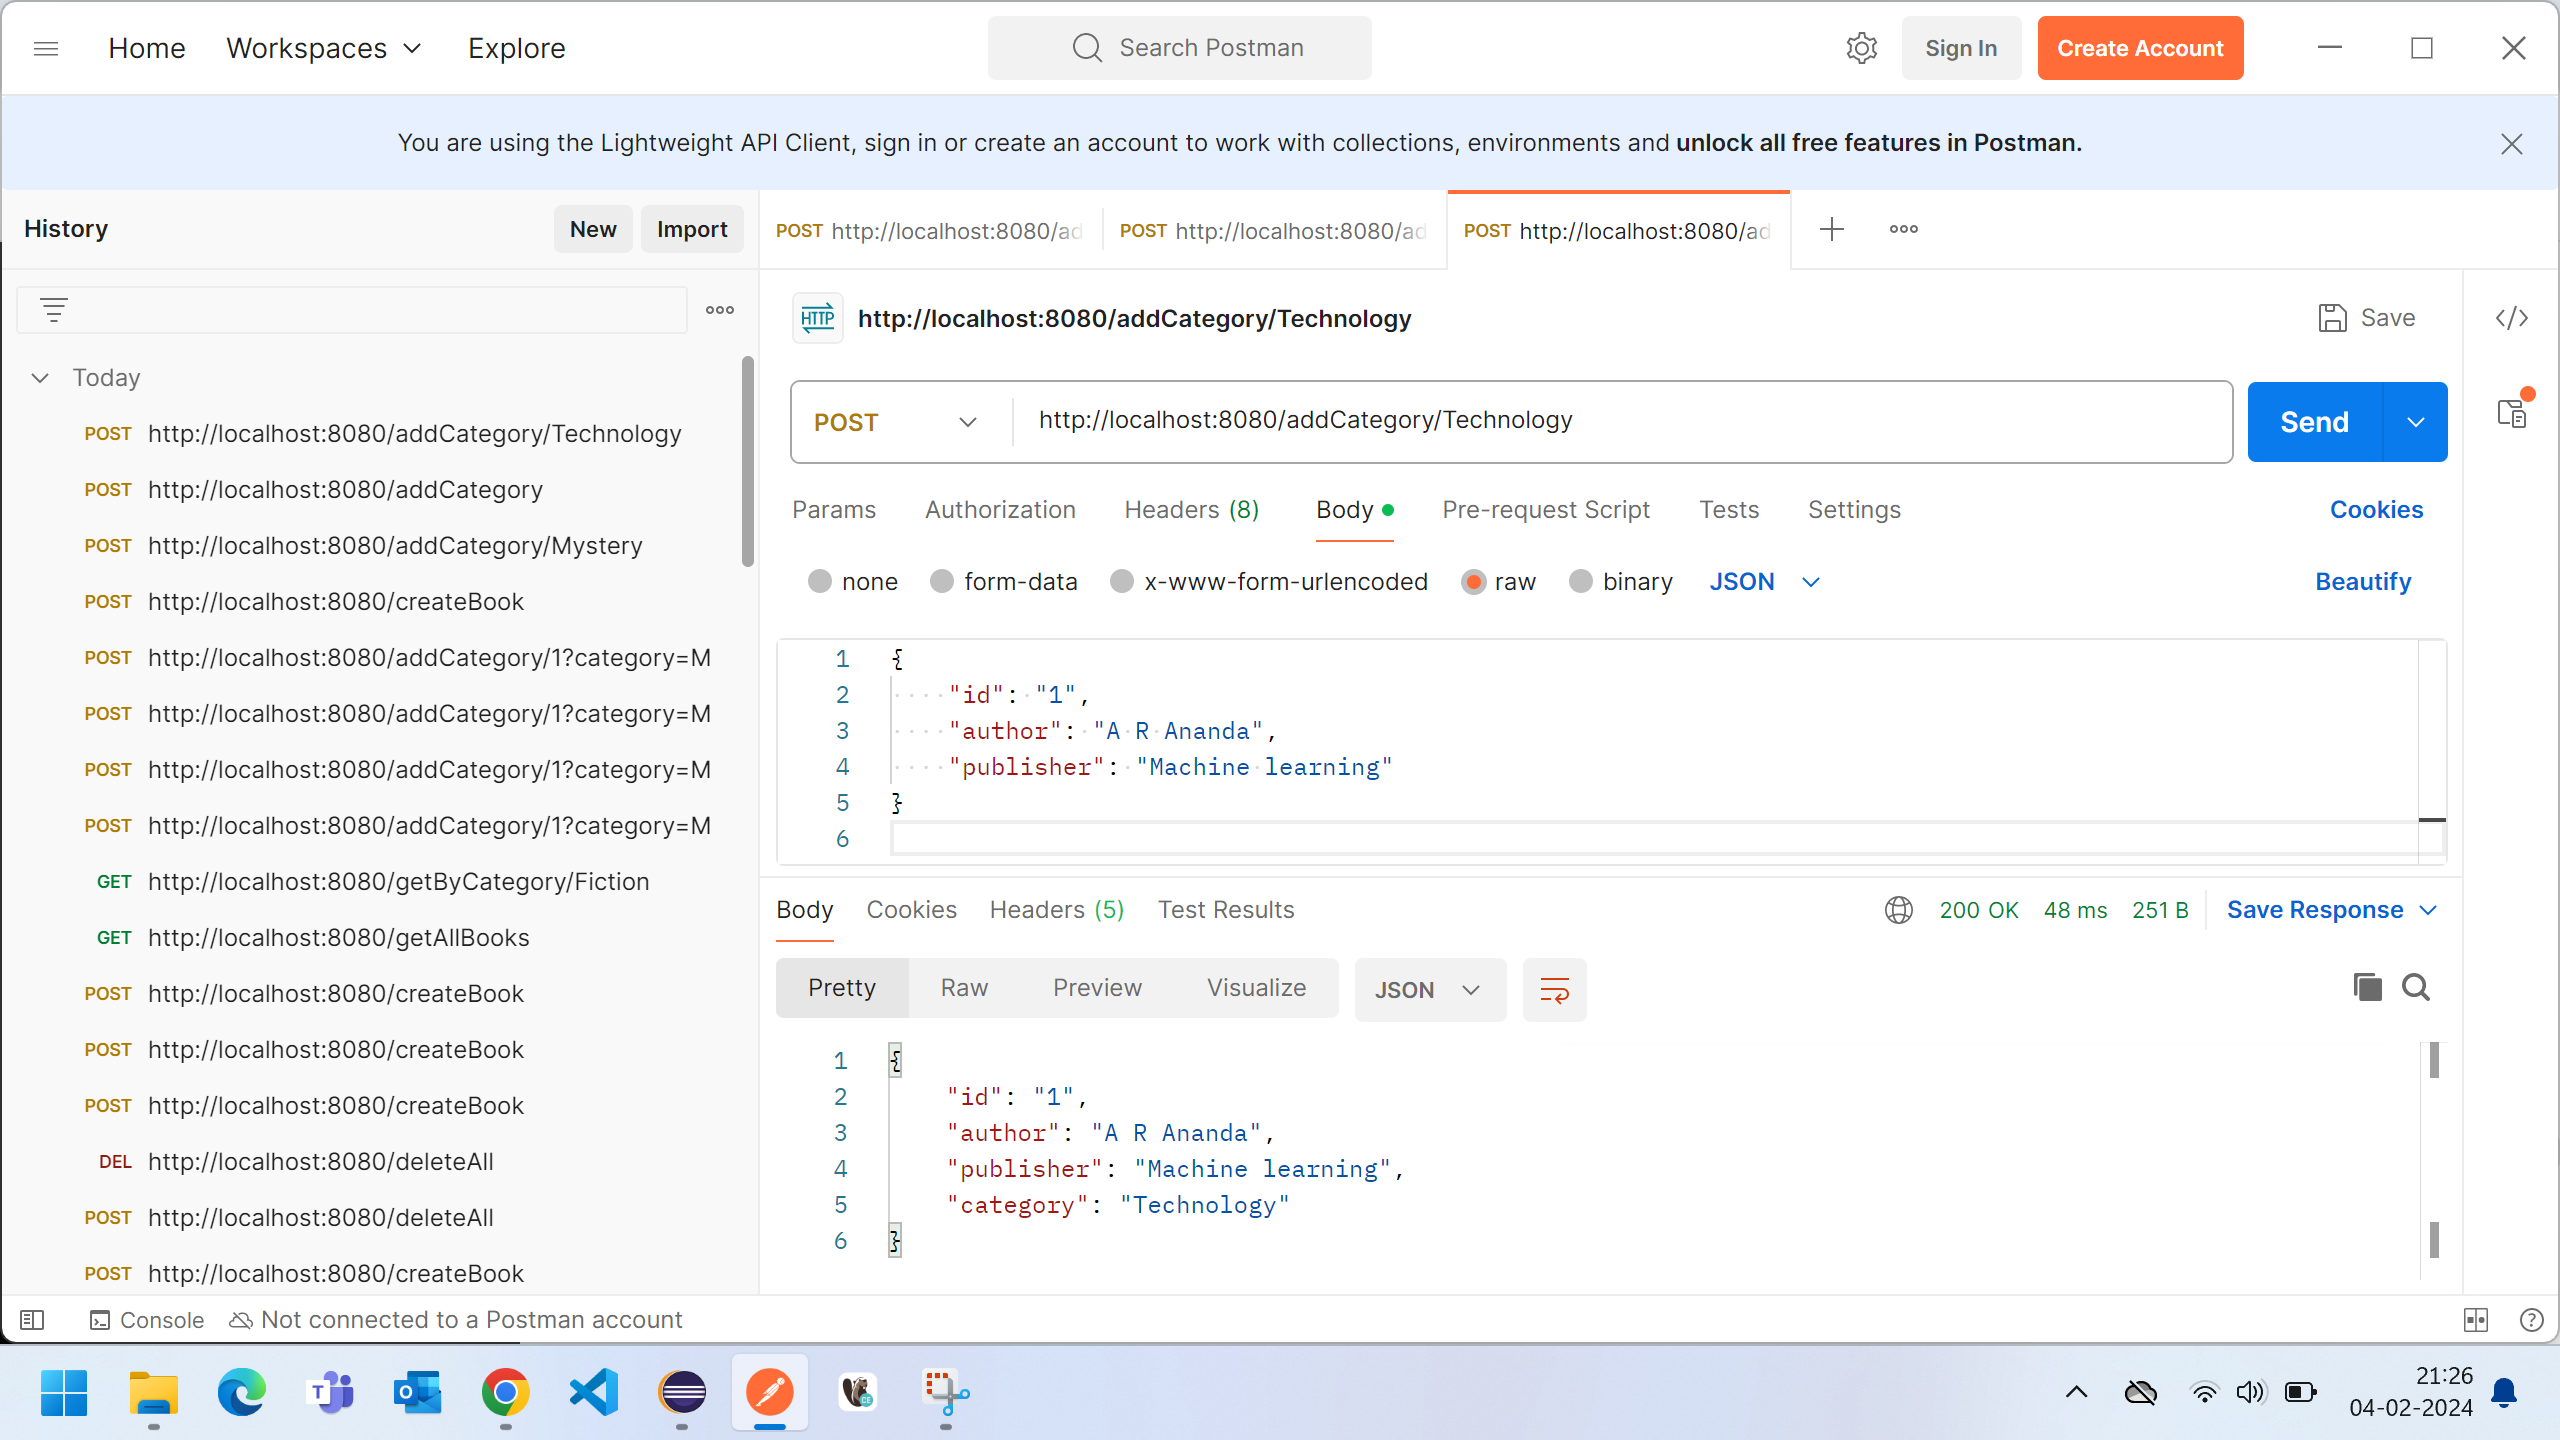 Home Workspaces Explore Search Postman Sign In Create Account
You are using the Lightweight API Client, sign in or create an account to work with collections, environments and unlock all free features in Postman.
History New Import
POST http://localhost:8080/ad POST http://localhost:8080/ad POST http://localhost:8080/ad
HTTP http://localhost:8080/addCategory/Technology Save
Today
POST http://localhost:8080/addCategory/Technology
POST http://localhost:8080/addCategory
POST http://localhost:8080/addCategory/Mystery
POST http://localhost:8080/createBook
POST http://localhost:8080/addCategory/1?category=M
POST http://localhost:8080/addCategory/1?category=M
POST http://localhost:8080/addCategory/1?category=M
POST http://localhost:8080/addCategory/1?category=M
GET http://localhost:8080/getByCategory/Fiction
GET http://localhost:8080/getAllBooks
POST http://localhost:8080/createBook
POST http://localhost:8080/createBook
POST http://localhost:8080/createBook
DEL http://localhost:8080/deleteAll
POST http://localhost:8080/deleteAll
POST http://localhost:8080/createBook
POST http://localhost:8080/addCategory/Technology Send
Params Authorization Headers (8) Body Pre-request Script Tests Settings Cookies
none form-data x-www-form-urlencoded raw binary JSON Beautify
1 {
2 "id": "1",
3 "author": "A R Ananda",
4 "publisher": "Machine learning"
5 }
6
Body Cookies Headers (5) Test Results 200 OK 48 ms 251 B Save Response
Pretty Raw Preview Visualize JSON
1 {
2 "id": "1",
3 "author": "A R Ananda",
4 "publisher": "Machine learning",
5 "category": "Technology"
6 }
Console Not connected to a Postman account
21:26
04-02-2024